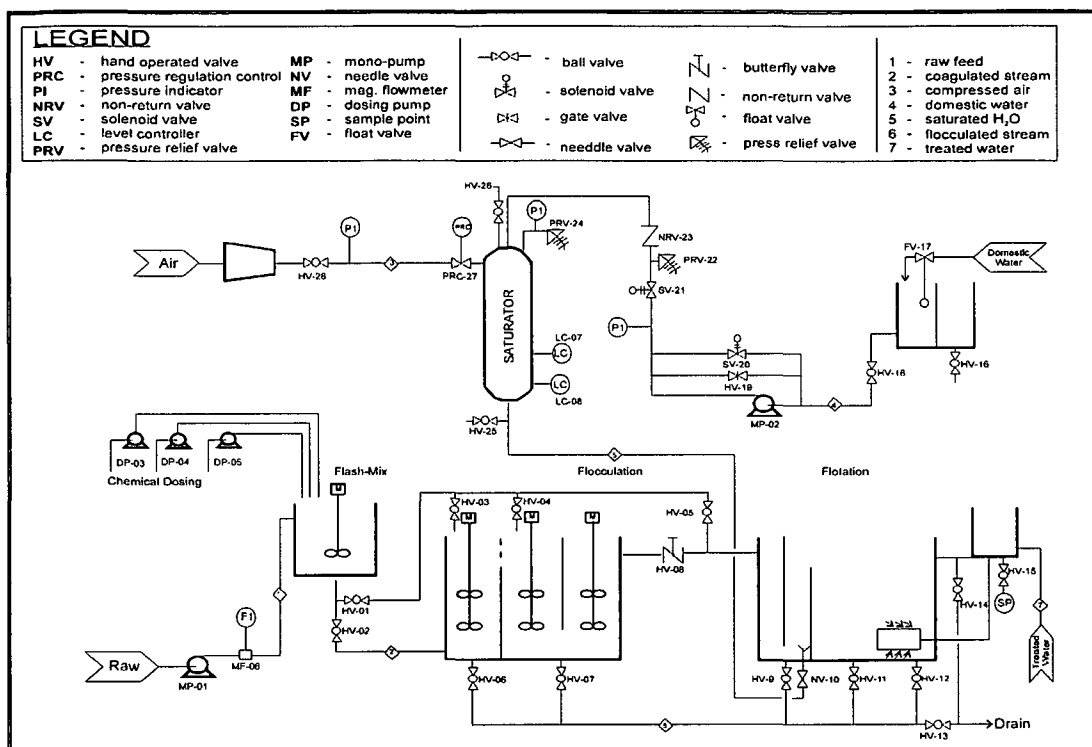 LEGEND
HV - hand operated valve
PRC - pressure regulation control
PI - pressure indicator
NRV - non-return valve
SV - solenoid valve
LC - level controller
PRV - pressure relief valve
MP - mono-pump
NV - needle valve
MF - mag. flowmeter
DP - dosing pump
SP - sample point
FV - float valve
- ball valve
- solenoid valve
- gate valve
- needdle valve
- butterfly valve
- non-return valve
- float valve
- press relief valve
1 - raw feed
2 - coagulated stream
3 - compressed air
4 - domestic water
5 - saturated H₂O
6 - flocculated stream
7 - treated water
Air
HV-26
P1
3
PRC
PRC-27
HV-28
P1
PRV-24
SATURATOR
LC-07
LC
LC
LC-08
HV-25
NRV-23
PRV-22
SV-21
P1
SV-20
HV-19
MP-02
4
HV-18
FV-17
Domestic
Water
HV-16
DP-03
DP-04
DP-05
Chemical Dosing
Flash-Mix
M
5
Flocculation
Flotation
HV-03
HV-04
HV-05
M
M
M
HV-08
HV-01
HV-02
2
1
F1
MF-06
Raw
MP-01
HV-06
HV-07
HV-9
NV-10
HV-11
HV-12
HV-14
HV-15
SP
7
Treated
Water
HV-13
Drain